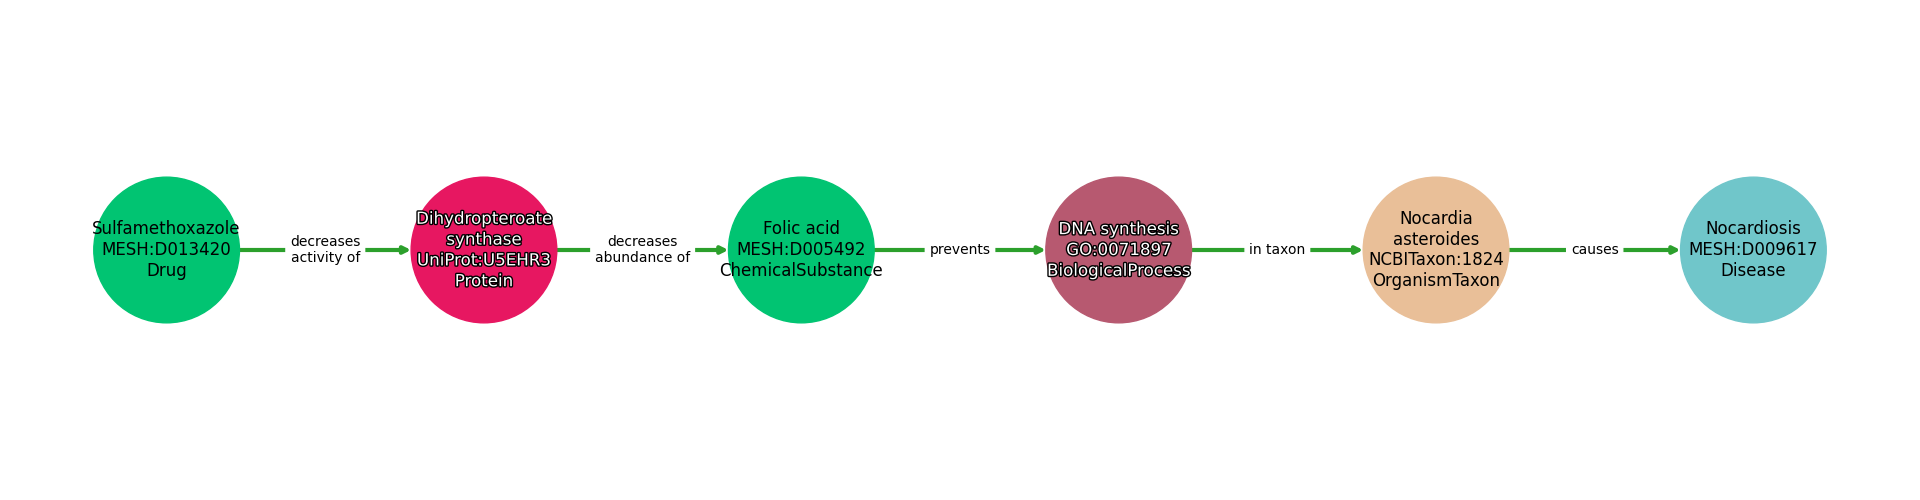 Sulfamethoxazole
MESH:D013420
Drug
decreases
activity of
Dihydropteroate
synthase
UniProt:U5EHR3
Protein
decreases
abundance of
Folic acid
MESH:D005492
ChemicalSubstance
prevents
DNA synthesis
GO:0071897
BiologicalProcess
in taxon
Nocardia
asteroides
NCBITaxon:1824
OrganismTaxon
causes
Nocardiosis
MESH:D009617
Disease